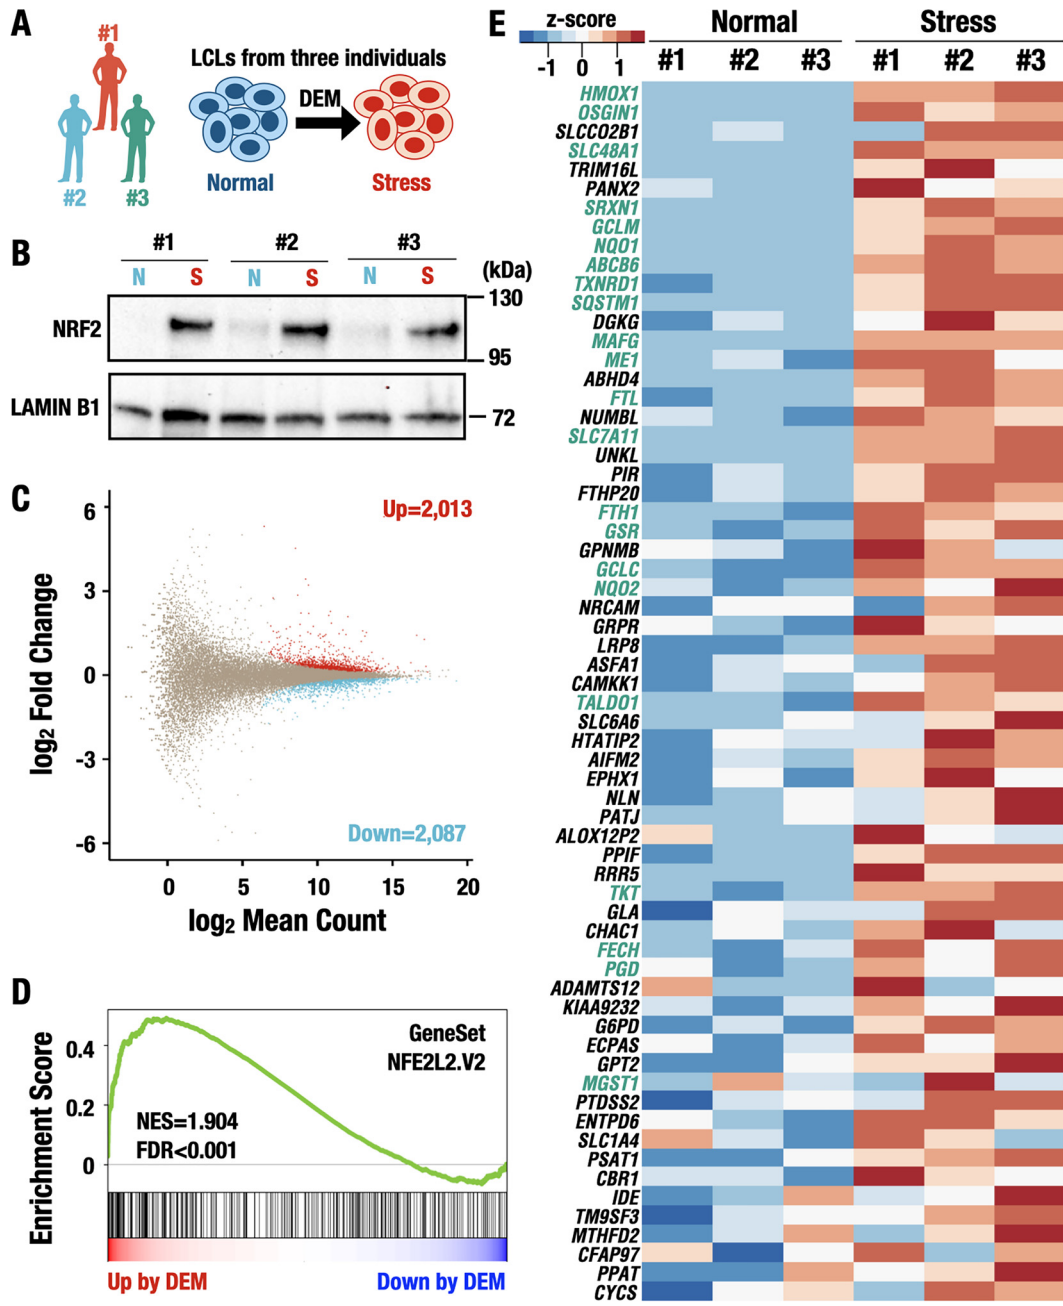 A
#1
#2
#3
LCLs from three individuals
DEM
Normal
Stress
B
#1 #2 #3
N S N S N S
(kDa)
NRF2
130
95
LAMIN B1
72
C
Up=2,013
Down=2,087
log2 Fold Change
6
3
0
-3
-6
0 5 10 15 20
log2 Mean Count
D
GeneSet
NFE2L2.V2
NES=1.904
FDR<0.001
Enrichment Score
0.4
0.2
0
Up by DEM
Down by DEM
E
z-score
-1 0 1
Normal Stress
#1 #2 #3 #1 #2 #3
HMOX1
OSGIN1
SLCCO2B1
SLC48A1
TRIM16L
PANX2
SRXN1
GCLM
NQO1
ABCB6
TXNRD1
SQSTM1
DGKG
MAFG
ME1
ABHD4
FTL
NUMBL
SLC7A11
UNKL
PIR
FTHP20
FTH1
GSR
GPNMB
GCLC
NQO2
NRCAM
GRPR
LRP8
ASFA1
CAMKK1
TALDO1
SLC6A6
HTATIP2
AIFM2
EPHX1
NLN
PATJ
ALOX12P2
PPIF
RRR5
TKT
GLA
CHAC1
FECH
PGD
ADAMTS12
KIAA9232
G6PD
ECPAS
GPT2
MGST1
PTDSS2
ENTPD6
SLC1A4
PSAT1
CBR1
IDE
TM9SF3
MTHFD2
CFAP97
PPAT
CYCS